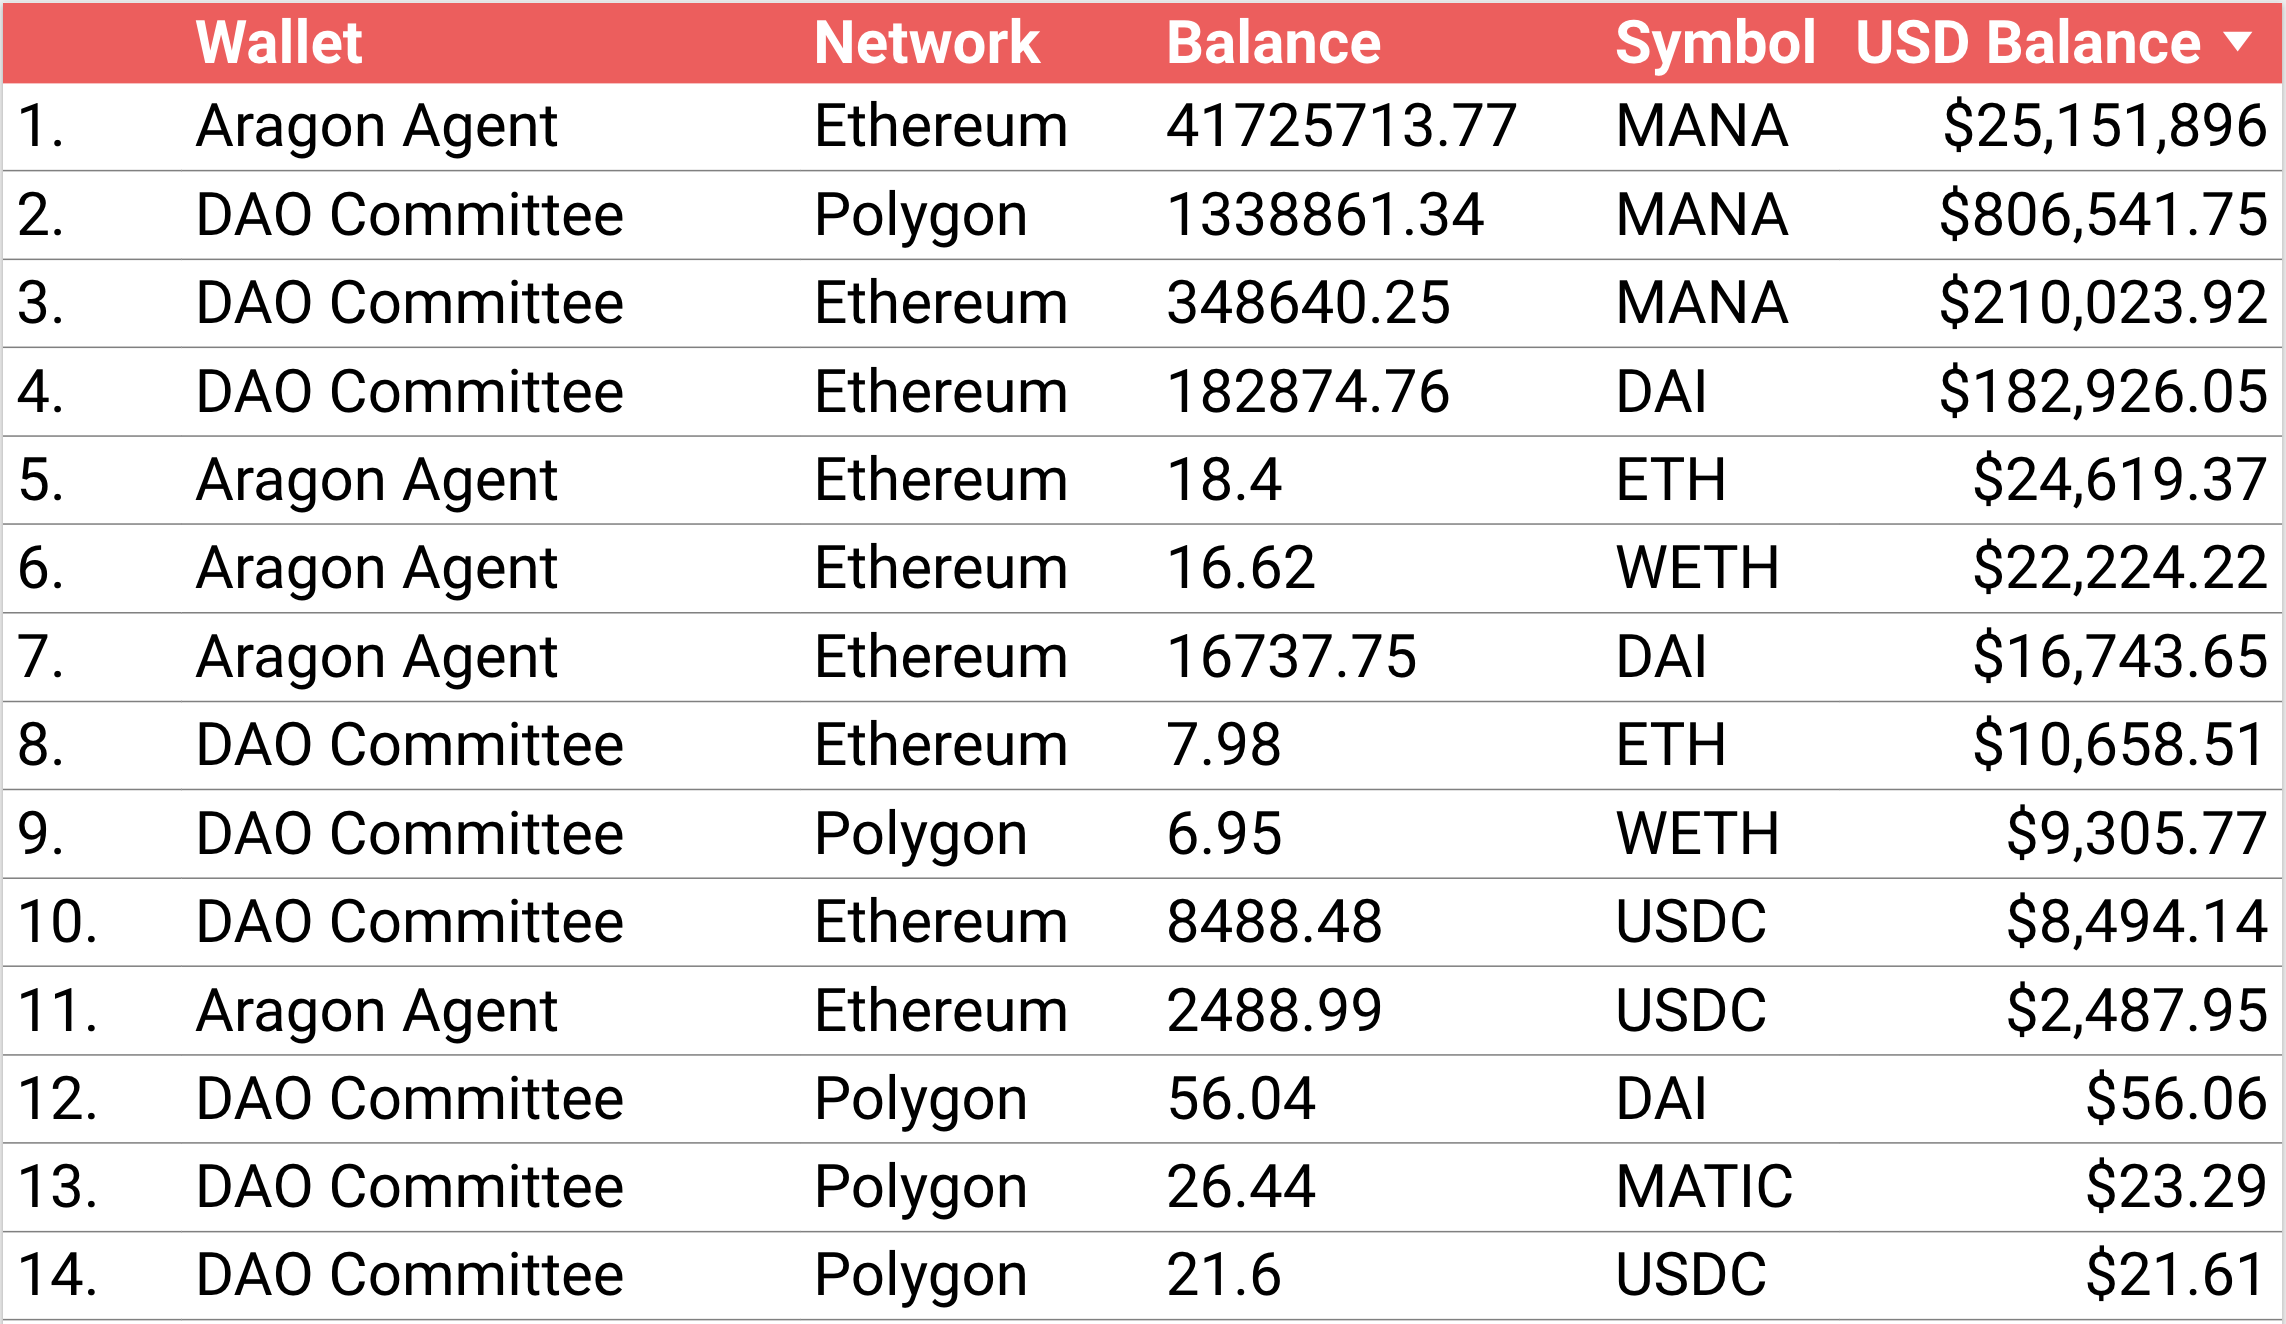 Wallet Network Balance Symbol USD Balance
1. Aragon Agent Ethereum 41725713.77 MANA $25,151,896
2. DAO Committee Polygon 1338861.34 MANA $806,541.75
3. DAO Committee Ethereum 348640.25 MANA $210,023.92
4. DAO Committee Ethereum 182874.76 DAI $182,926.05
5. Aragon Agent Ethereum 18.4 ETH $24,619.37
6. Aragon Agent Ethereum 16.62 WETH $22,224.22
7. Aragon Agent Ethereum 16737.75 DAI $16,743.65
8. DAO Committee Ethereum 7.98 ETH $10,658.51
9. DAO Committee Polygon 6.95 WETH $9,305.77
10. DAO Committee Ethereum 8488.48 USDC $8,494.14
11. Aragon Agent Ethereum 2488.99 USDC $2,487.95
12. DAO Committee Polygon 56.04 DAI $56.06
13. DAO Committee Polygon 26.44 MATIC $23.29
14. DAO Committee Polygon 21.6 USDC $21.61